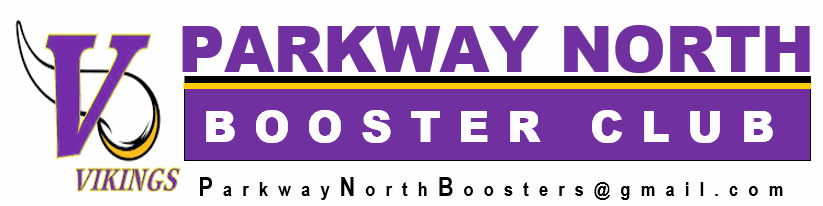 V
VIKINGS
PARKWAY NORTH
BOOSTER CLUB
ParkwayNorthBoosters@gmail.com